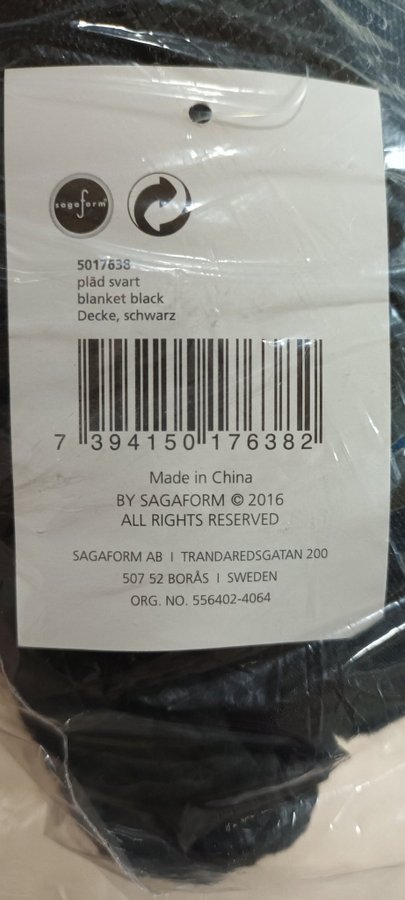 sagaform
5017638
pläd svart
blanket black
Decke, schwarz
7 394150 176382
Made in China
BY SAGAFORM © 2016
ALL RIGHTS RESERVED
SAGAFORM AB | TRANDAREDSGATAN 200
507 52 BORÅS | SWEDEN
ORG. NO. 556402-4064